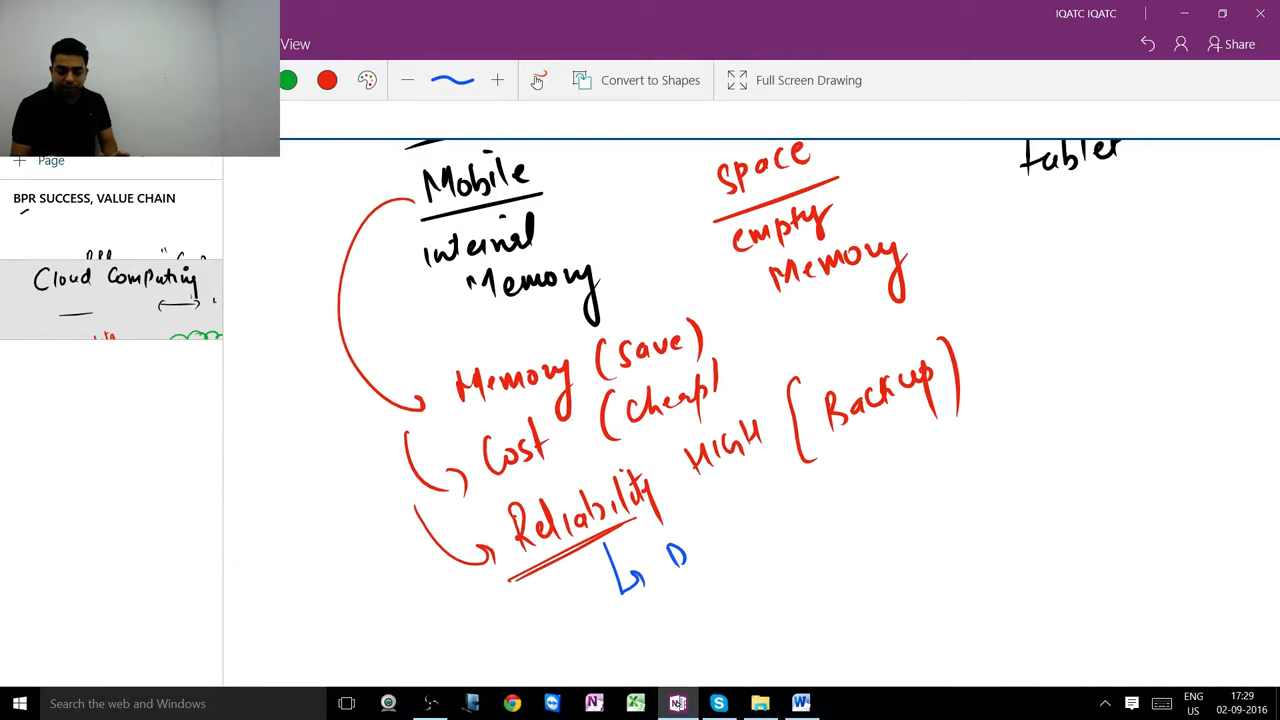 IQATC IQATC
View
Share
Convert to Shapes
Full Screen Drawing
Page
BPR SUCCESS, VALUE CHAIN
Cloud Computing
Mobile
internal
Memory
Space
empty
Memory
tablet
Memory (Save)
Cost (Cheap)
Reliability HIGH (Backup)
D
Search the web and Windows
ENG
US
17:29
02-09-2016